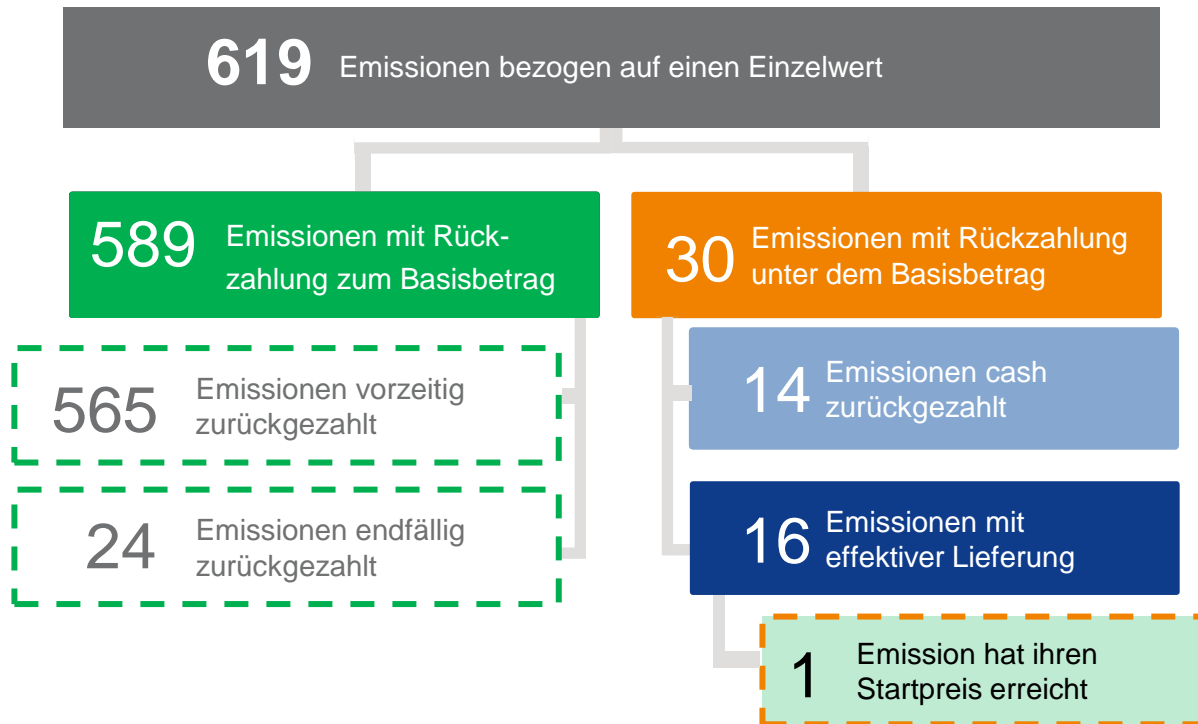 619 Emissionen bezogen auf einen Einzelwert
589 Emissionen mit Rück-
zahlung zum Basisbetrag
565 Emissionen vorzeitig
zurückgezahlt
24 Emissionen endfällig
zurückgezahlt
30 Emissionen mit Rückzahlung
unter dem Basisbetrag
14 Emissionen cash
zurückgezahlt
16 Emissionen mit
effektiver Lieferung
1 Emission hat ihren
Startpreis erreicht